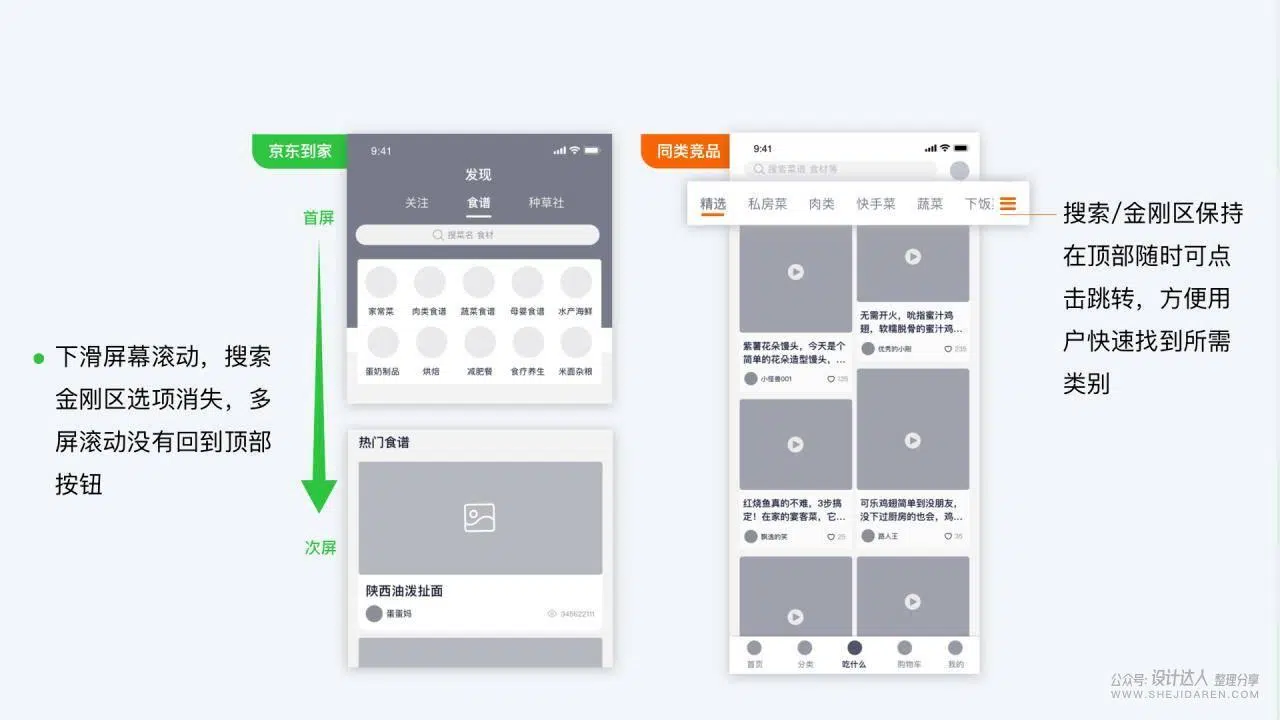 京东到家
9:41
发现
关注 食谱 种草社
搜菜名 食材
家常菜 肉类食谱 蔬菜食谱 母婴食谱 水产海鲜
蛋奶制品 烘焙 减肥餐 食疗养生 米面杂粮
首屏
次屏
下滑屏幕滚动，搜索
金刚区选项消失，多
屏滚动没有回到顶部
按钮
热门食谱
陕西油泼扯面
蛋蛋妈 345622111
同类竞品
9:41
搜索菜谱 食材等
精选 私房菜 肉类 快手菜 蔬菜 下饭
紫薯花朵馒头，今天是个
简单的花朵造型馒头，...
小怪兽001 135
无需开火，吮指蜜汁鸡
翅，软糯脱骨的蜜汁鸡...
优秀的小刚 235
红烧鱼真的不难，3步搞
定！在家的宴客菜，它...
飘逸的笑 25
可乐鸡翅简单到没朋友，
没下过厨房的也会，鸡...
路人王 35
首页 分类 吃什么 购物车 我的
搜索/金刚区保持
在顶部随时可点
击跳转，方便用
户快速找到所需
类别
公众号: 设计达人 整理分享
WWW.SHEJIDAREN.COM